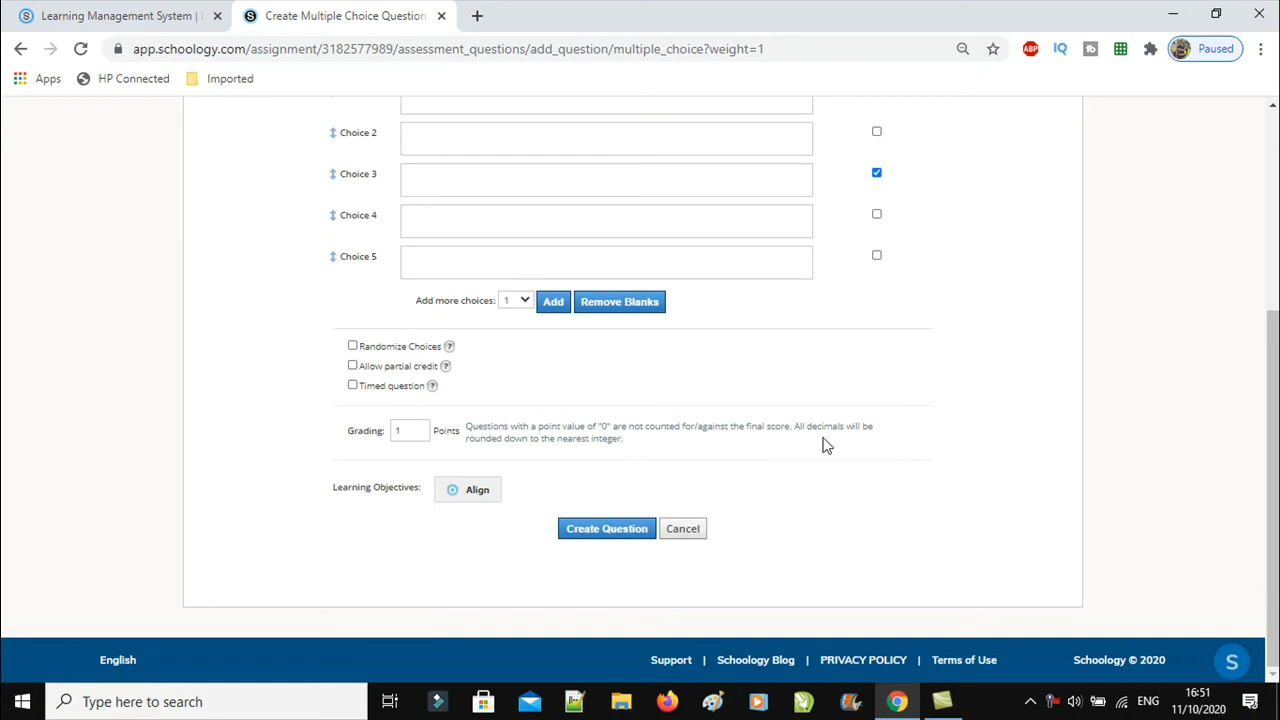 Learning Management System |
Create Multiple Choice Question
app.schoology.com/assignment/3182577989/assessment_questions/add_question/multiple_choice?weight=1
ABP
IQ
tb
Paused
Apps
HP Connected
Imported
Choice 2
Choice 3
Choice 4
Choice 5
Add more choices: 1 Add Remove Blanks
Randomize Choices ?
Allow partial credit ?
Timed question ?
Grading: 1 Points Questions with a point value of "0" are not counted for/against the final score. All decimals will be
rounded down to the nearest integer.
Learning Objectives: Align
Create Question Cancel
English
Support | Schoology Blog | PRIVACY POLICY | Terms of Use
Schoology © 2020
S
Type here to search
ENG
16:51
11/10/2020